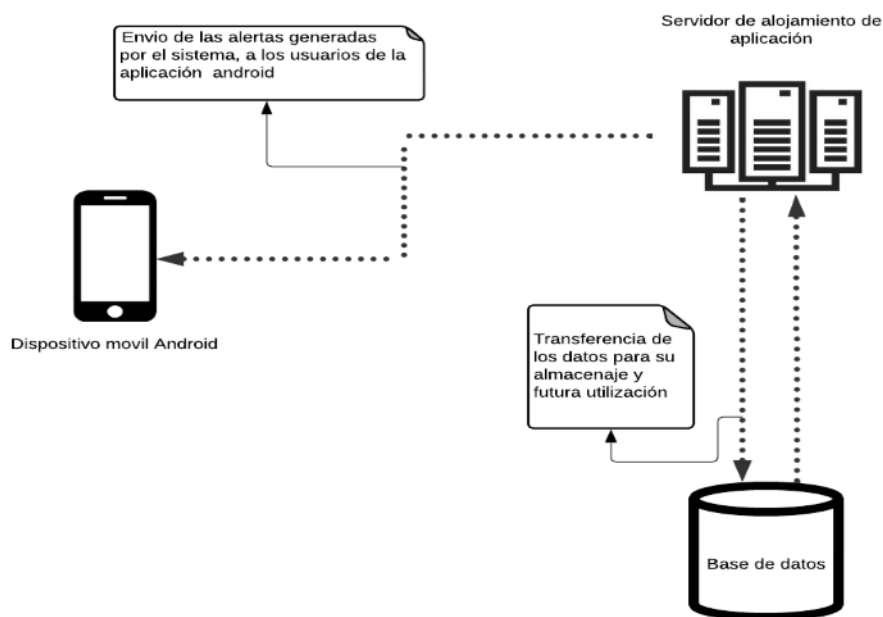 Envio de las alertas generadas
por el sistema, a los usuarios de la
aplicación android
Servidor de alojamiento de
aplicación
Dispositivo movil Android
Transferencia de
los datos para su
almacenaje y
futura utilización
Base de datos